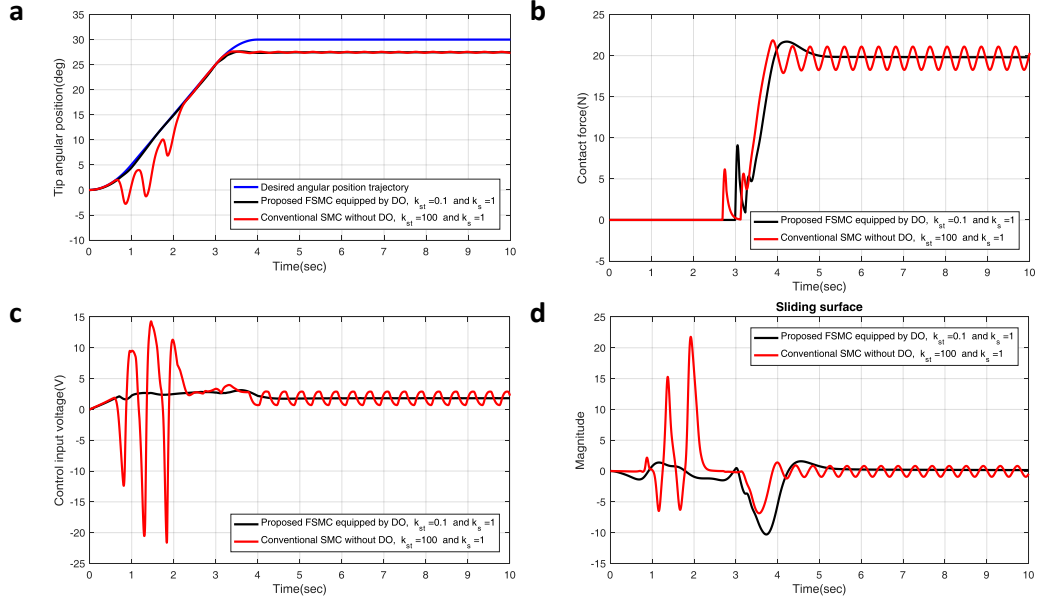 a
35
30
25
20
15
10
5
0
-5
-10
Tip angular position(deg)
Desired angular position trajectory
Proposed FSMC equipped by DO, k_st=0.1 and k_s=1
Conventional SMC without DO, k_st=100 and k_s=1
0 1 2 3 4 5 6 7 8 9 10
Time(sec)
b
25
20
15
10
5
0
-5
Contact force(N)
Proposed FSMC equipped by DO, k_st=0.1 and k_s=1
Conventional SMC without DO, k_st=100 and k_s=1
0 1 2 3 4 5 6 7 8 9 10
Time(sec)
c
15
10
5
0
-5
-10
-15
-20
-25
Control input voltage(V)
Proposed FSMC equipped by DO, k_st=0.1 and k_s=1
Conventional SMC without DO, k_st=100 and k_s=1
0 1 2 3 4 5 6 7 8 9 10
Time(sec)
d
Sliding surface
25
20
15
10
5
0
-5
-10
-15
Magnitude
Proposed FSMC equipped by DO, k_st=0.1 and k_s=1
Conventional SMC without DO, k_st=100 and k_s=1
0 1 2 3 4 5 6 7 8 9 10
Time(sec)